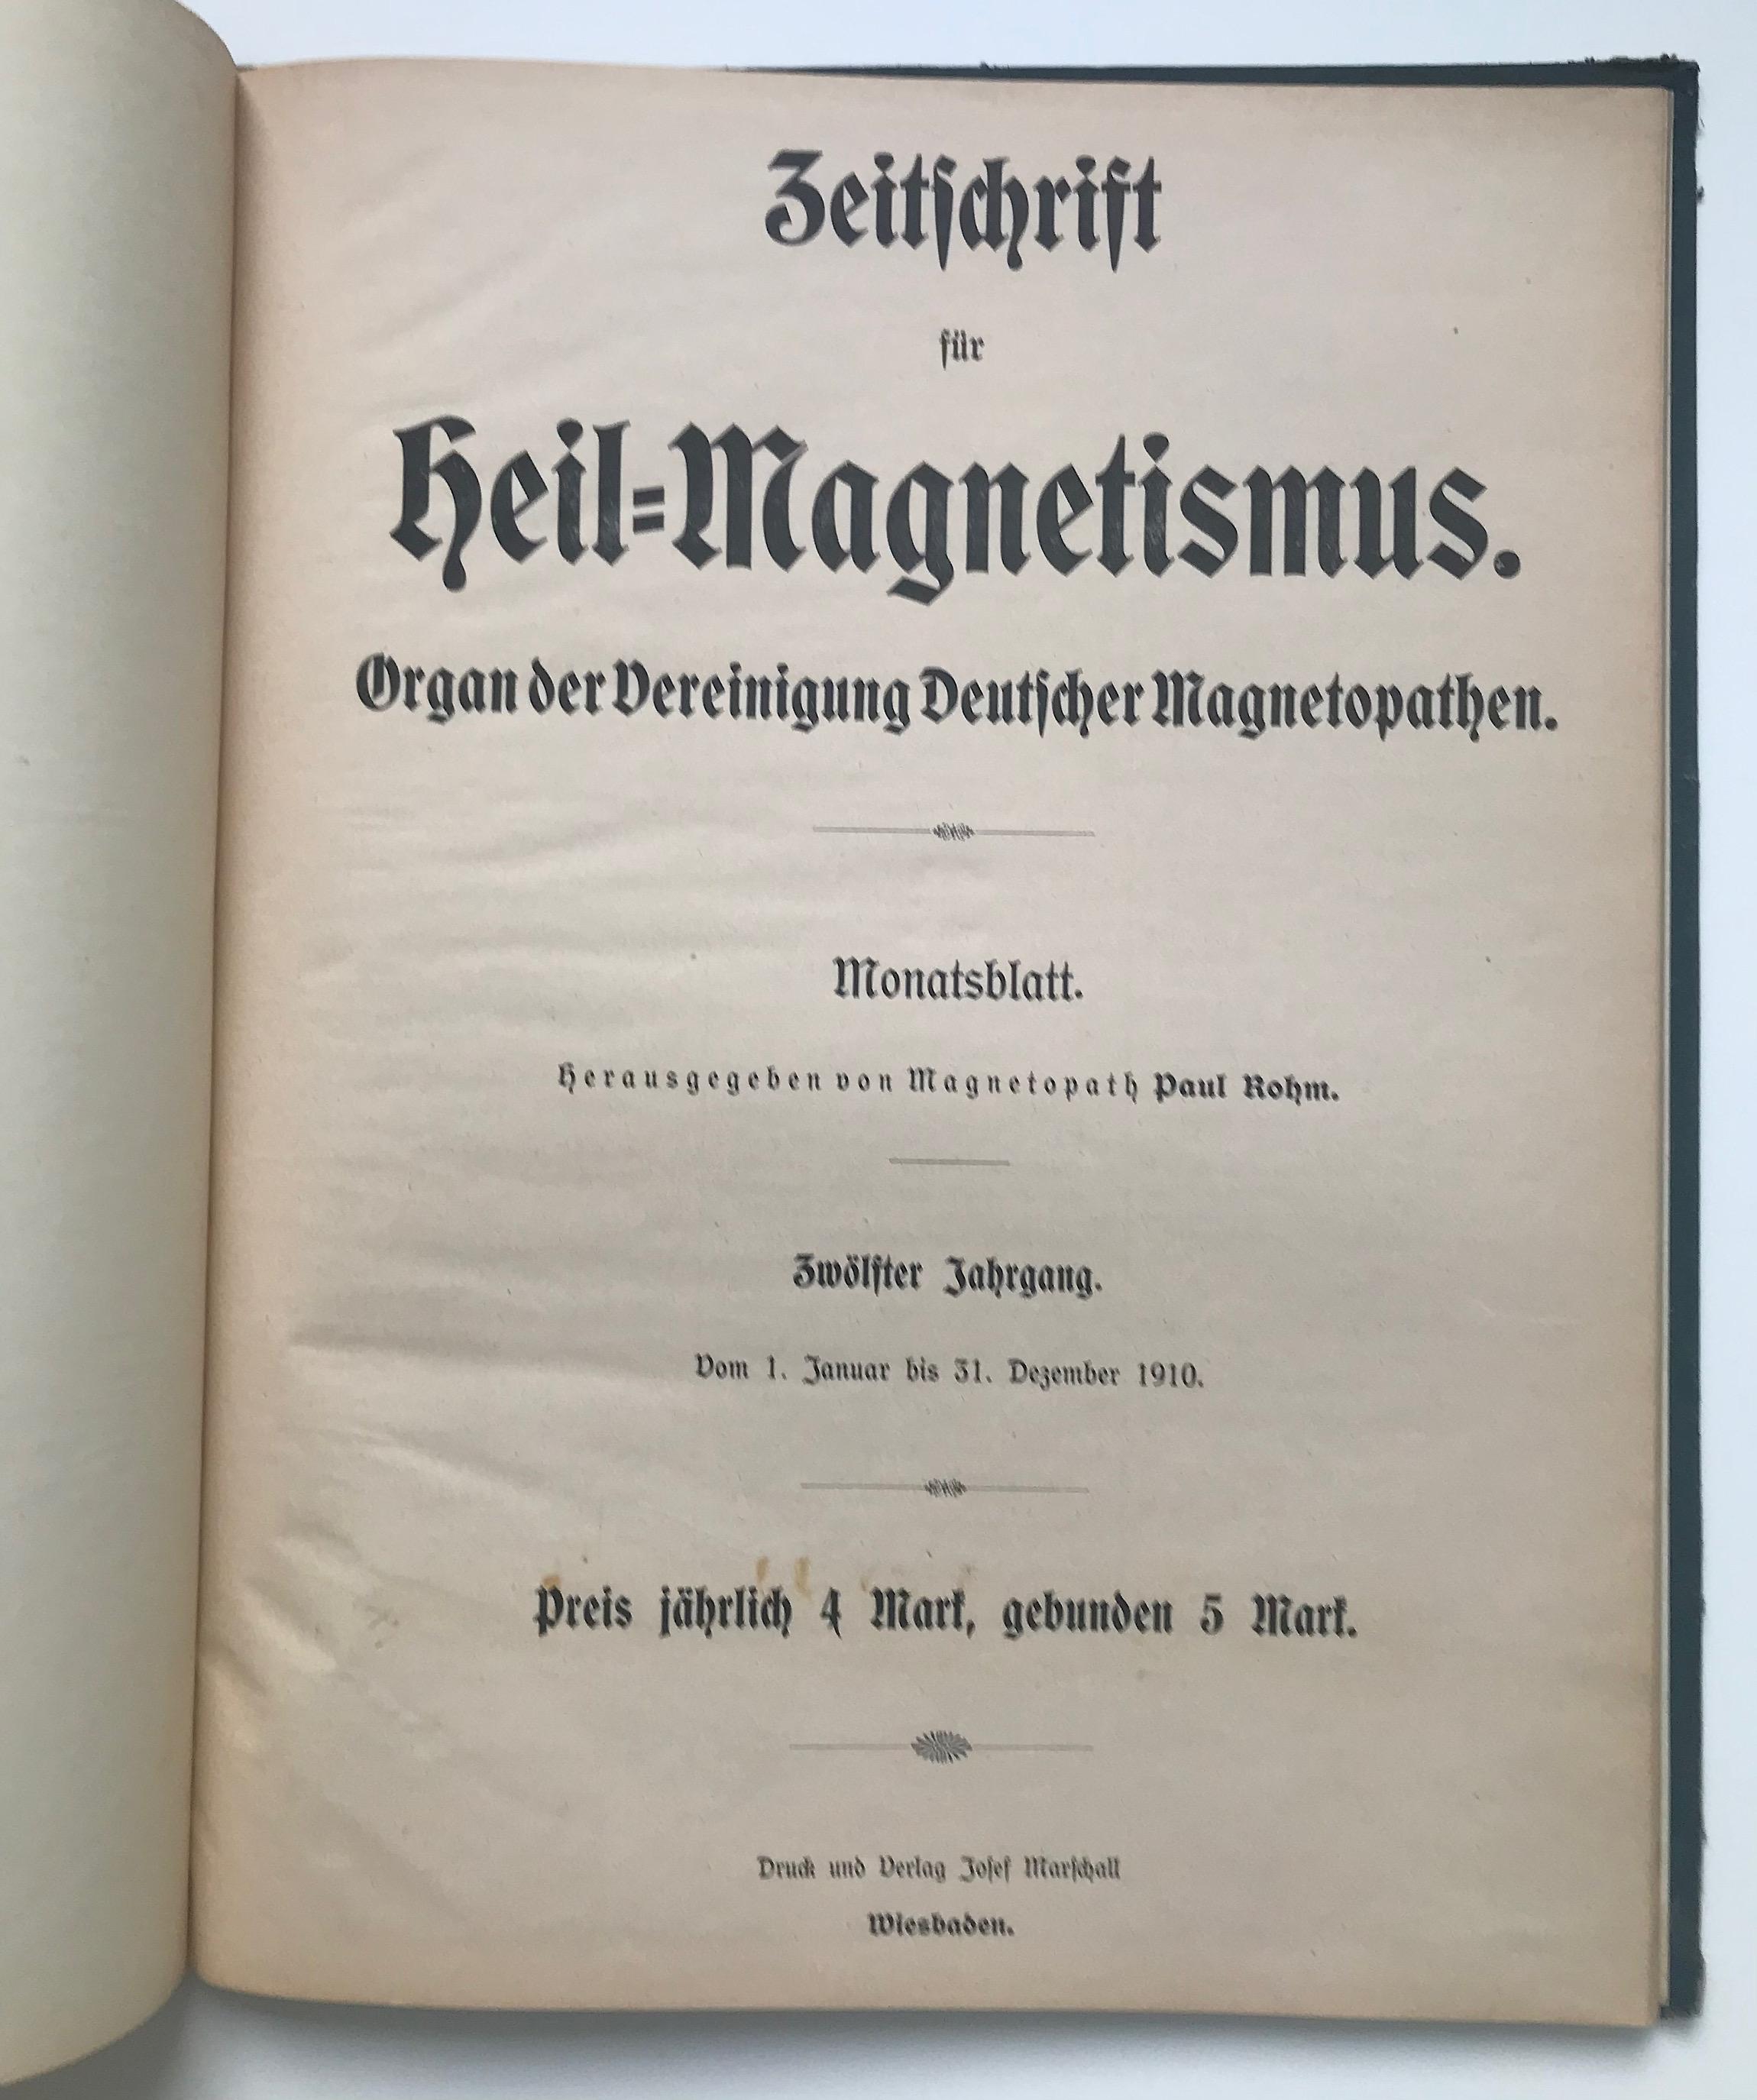 Zeitschrift
für
Heil-Magnetismus.
Organ der Vereinigung Deutscher Magnetopathen.
Monatsblatt.
Herausgegeben von Magnetopath Paul Rohm.
Zwölfter Jahrgang.
Vom 1. Januar bis 31. Dezember 1910.
Preis jährlich 4 Mark, gebunden 5 Mark.
Druck und Verlag Josef Marschall
Wiesbaden.